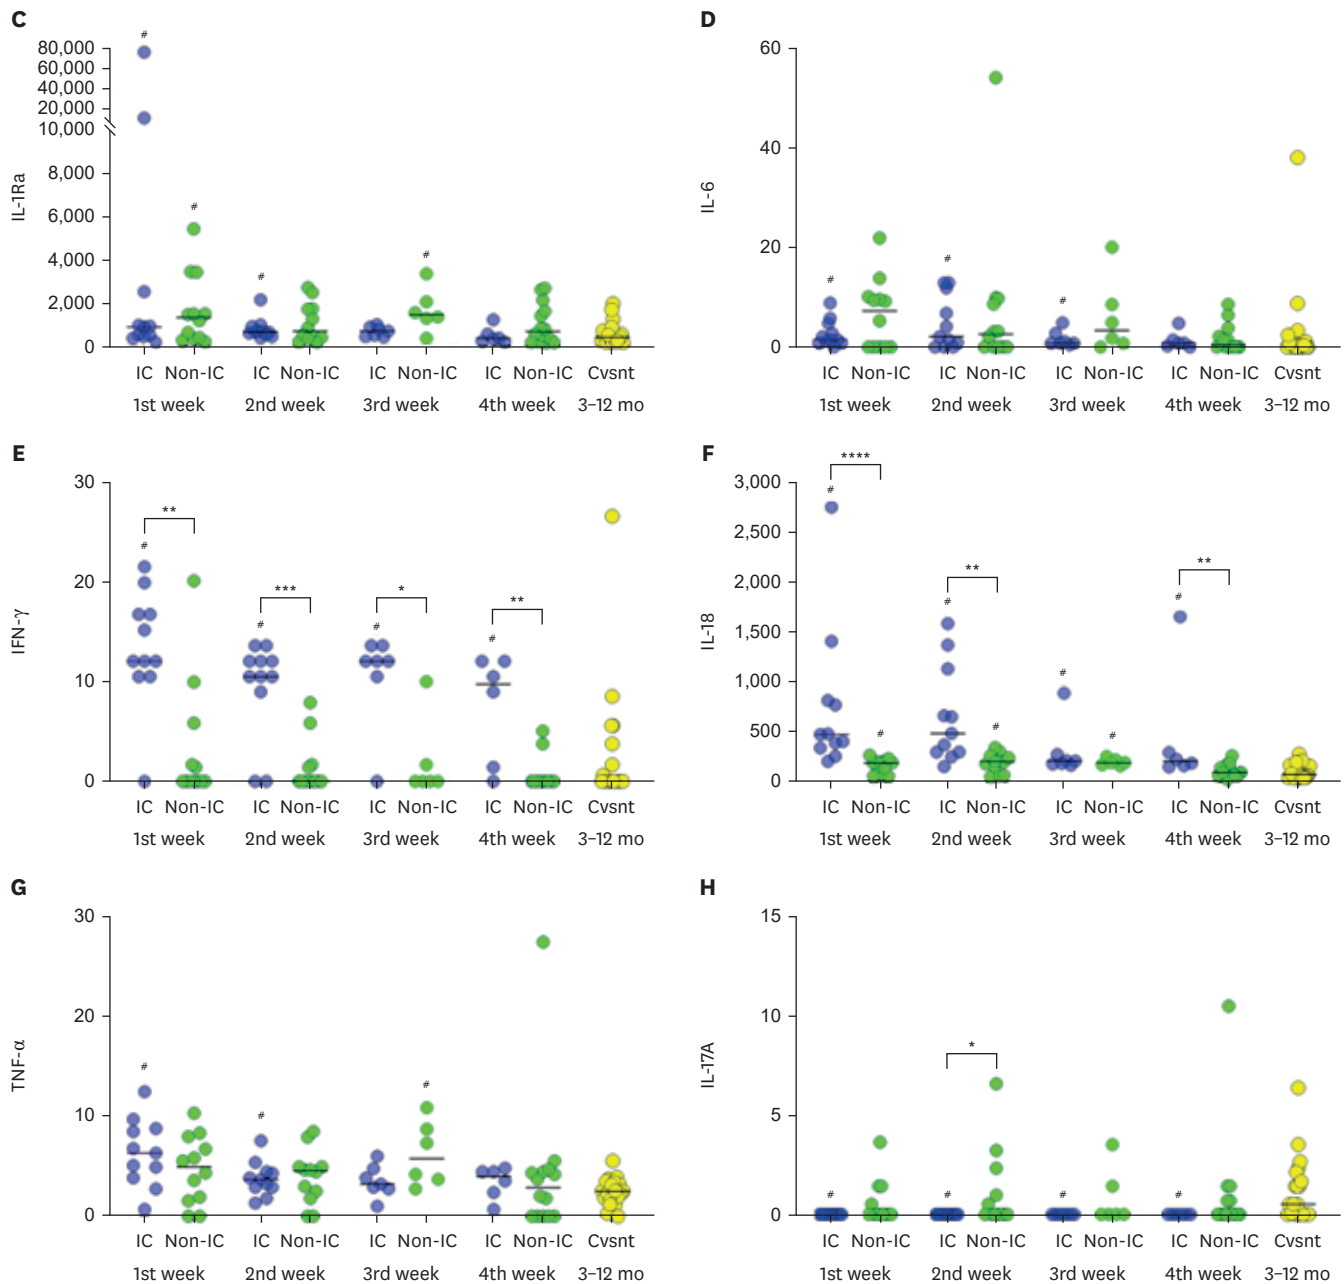 C
#
80,000
60,000
40,000
20,000
10,000
8,000
6,000
4,000
2,000
0
IL-1Ra
#
#
#
IC Non-IC IC Non-IC IC Non-IC IC Non-IC Cvsnt
1st week 2nd week 3rd week 4th week 3–12 mo
D
60
40
20
0
IL-6
#
#
#
IC Non-IC IC Non-IC IC Non-IC IC Non-IC Cvsnt
1st week 2nd week 3rd week 4th week 3–12 mo
E
30
20
10
0
IFN-γ
**
#
***
#
*
#
**
#
IC Non-IC IC Non-IC IC Non-IC IC Non-IC Cvsnt
1st week 2nd week 3rd week 4th week 3–12 mo
F
3,000
2,500
2,000
1,500
1,000
500
0
IL-18
****
#
#
**
#
#
#
#
**
#
IC Non-IC IC Non-IC IC Non-IC IC Non-IC Cvsnt
1st week 2nd week 3rd week 4th week 3–12 mo
G
30
20
10
0
TNF-α
#
#
#
IC Non-IC IC Non-IC IC Non-IC IC Non-IC Cvsnt
1st week 2nd week 3rd week 4th week 3–12 mo
H
15
10
5
0
IL-17A
*
#
#
#
#
IC Non-IC IC Non-IC IC Non-IC IC Non-IC Cvsnt
1st week 2nd week 3rd week 4th week 3–12 mo